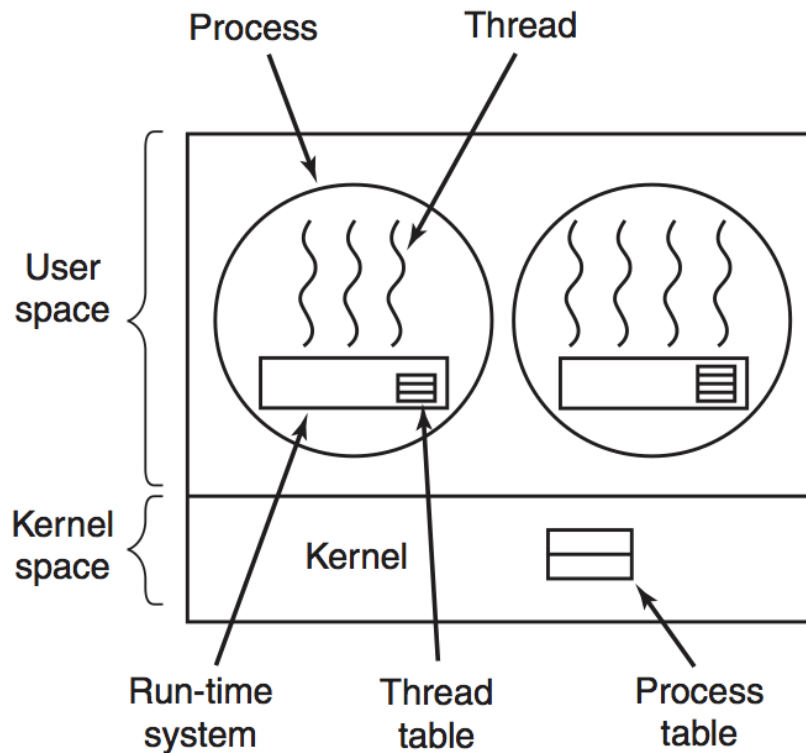 Process
Thread
User
space
Kernel
space
Kernel
Run-time
system
Thread
table
Process
table